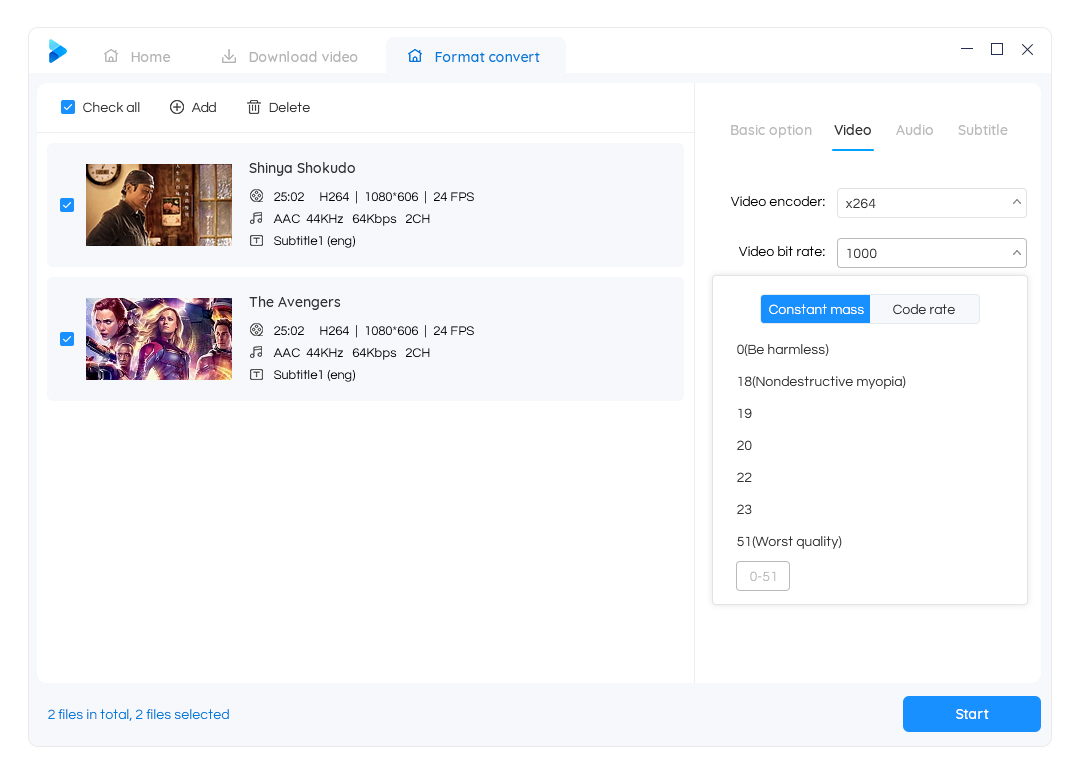 Home
Download video
Format convert
Check all
Add
Delete
Shinya Shokudo
25:02 H264 | 1080*606 | 24 FPS
AAC 44KHz 64Kbps 2CH
Subtitle1 (eng)
The Avengers
25:02 H264 | 1080*606 | 24 FPS
AAC 44KHz 64Kbps 2CH
Subtitle1 (eng)
Basic option
Video
Audio
Subtitle
Video encoder: x264
Video bit rate: 1000
Constant mass
Code rate
0(Be harmless)
18(Nondestructive myopia)
19
20
22
23
51(Worst quality)
0-51
2 files in total, 2 files selected
Start